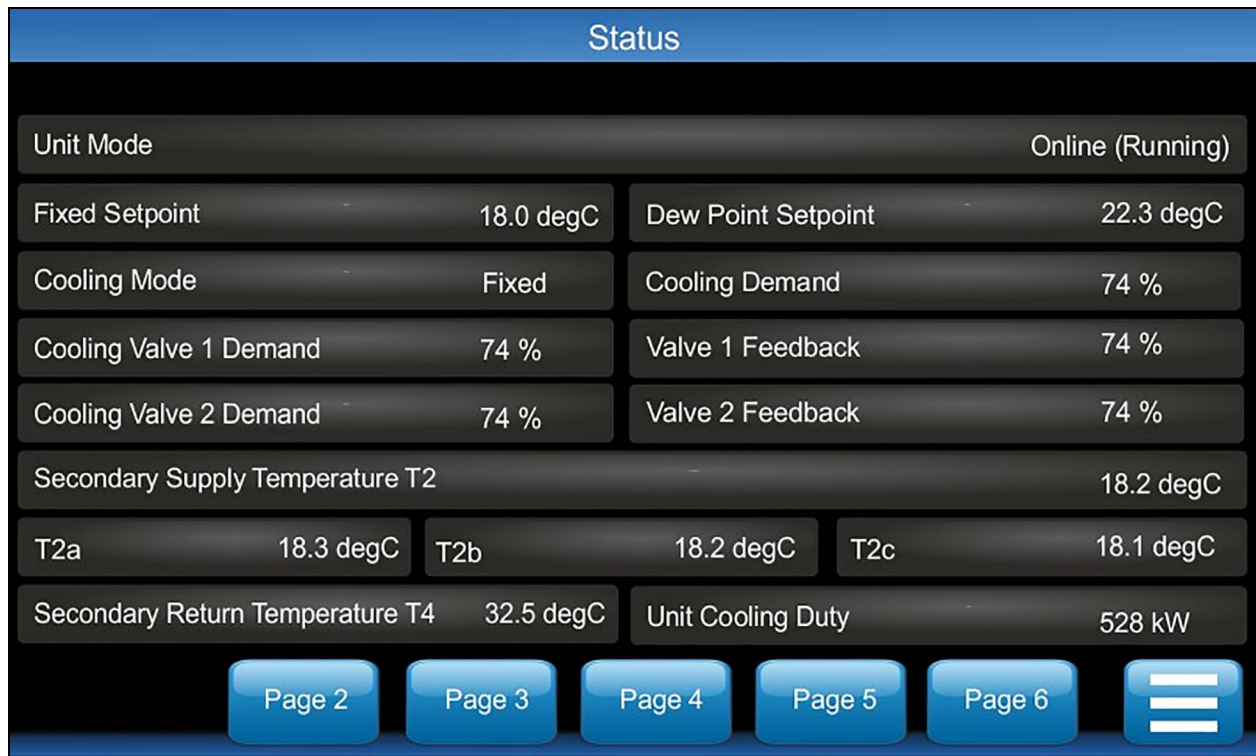 Status
Unit Mode Online (Running)
Fixed Setpoint 18.0 degC Dew Point Setpoint 22.3 degC
Cooling Mode Fixed Cooling Demand 74 %
Cooling Valve 1 Demand 74 % Valve 1 Feedback 74 %
Cooling Valve 2 Demand 74 % Valve 2 Feedback 74 %
Secondary Supply Temperature T2 18.2 degC
T2a 18.3 degC T2b 18.2 degC T2c 18.1 degC
Secondary Return Temperature T4 32.5 degC Unit Cooling Duty 528 kW
Page 2 Page 3 Page 4 Page 5 Page 6